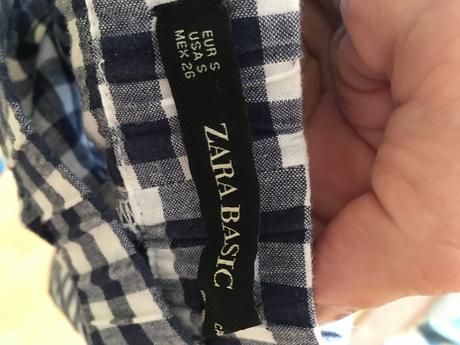 EUR S
USA S
MEX 26
ZARA BASIC